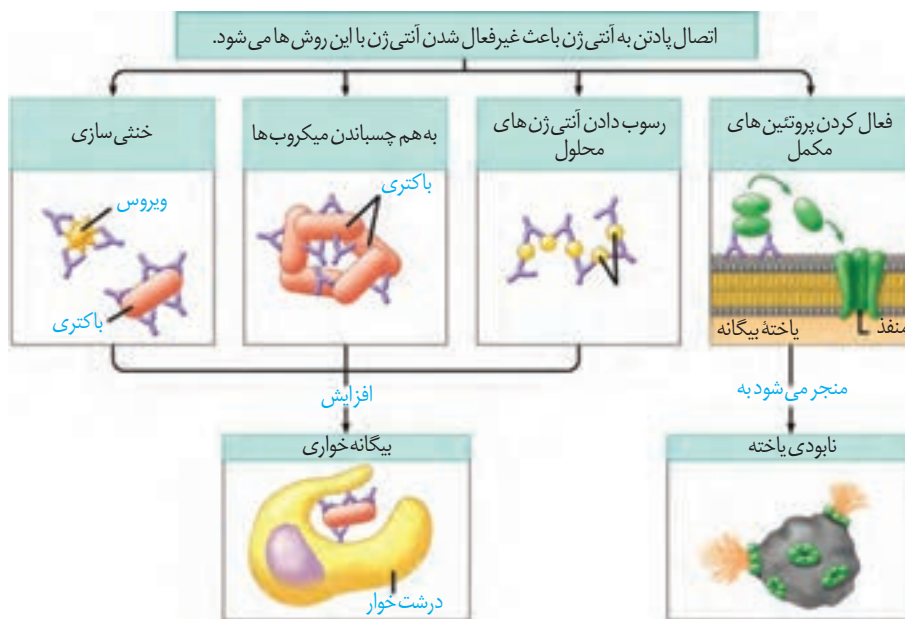 اتصال پادتن به آنتی‌ژن باعث غیرفعال شدن آنتی‌ژن با این روش‌ها می‌شود.
فعال کردن پروتئین‌های
مکمل
رسوب دادن آنتی‌ژن‌های
محلول
به هم چسباندن میکروب‌ها
خنثی‌سازی
یاختهٔ بیگانه
منفذ
باکتری
ویروس
باکتری
منجر می‌شود به
افزایش
نابودی یاخته
بیگانه‌خواری
درشت‌خوار